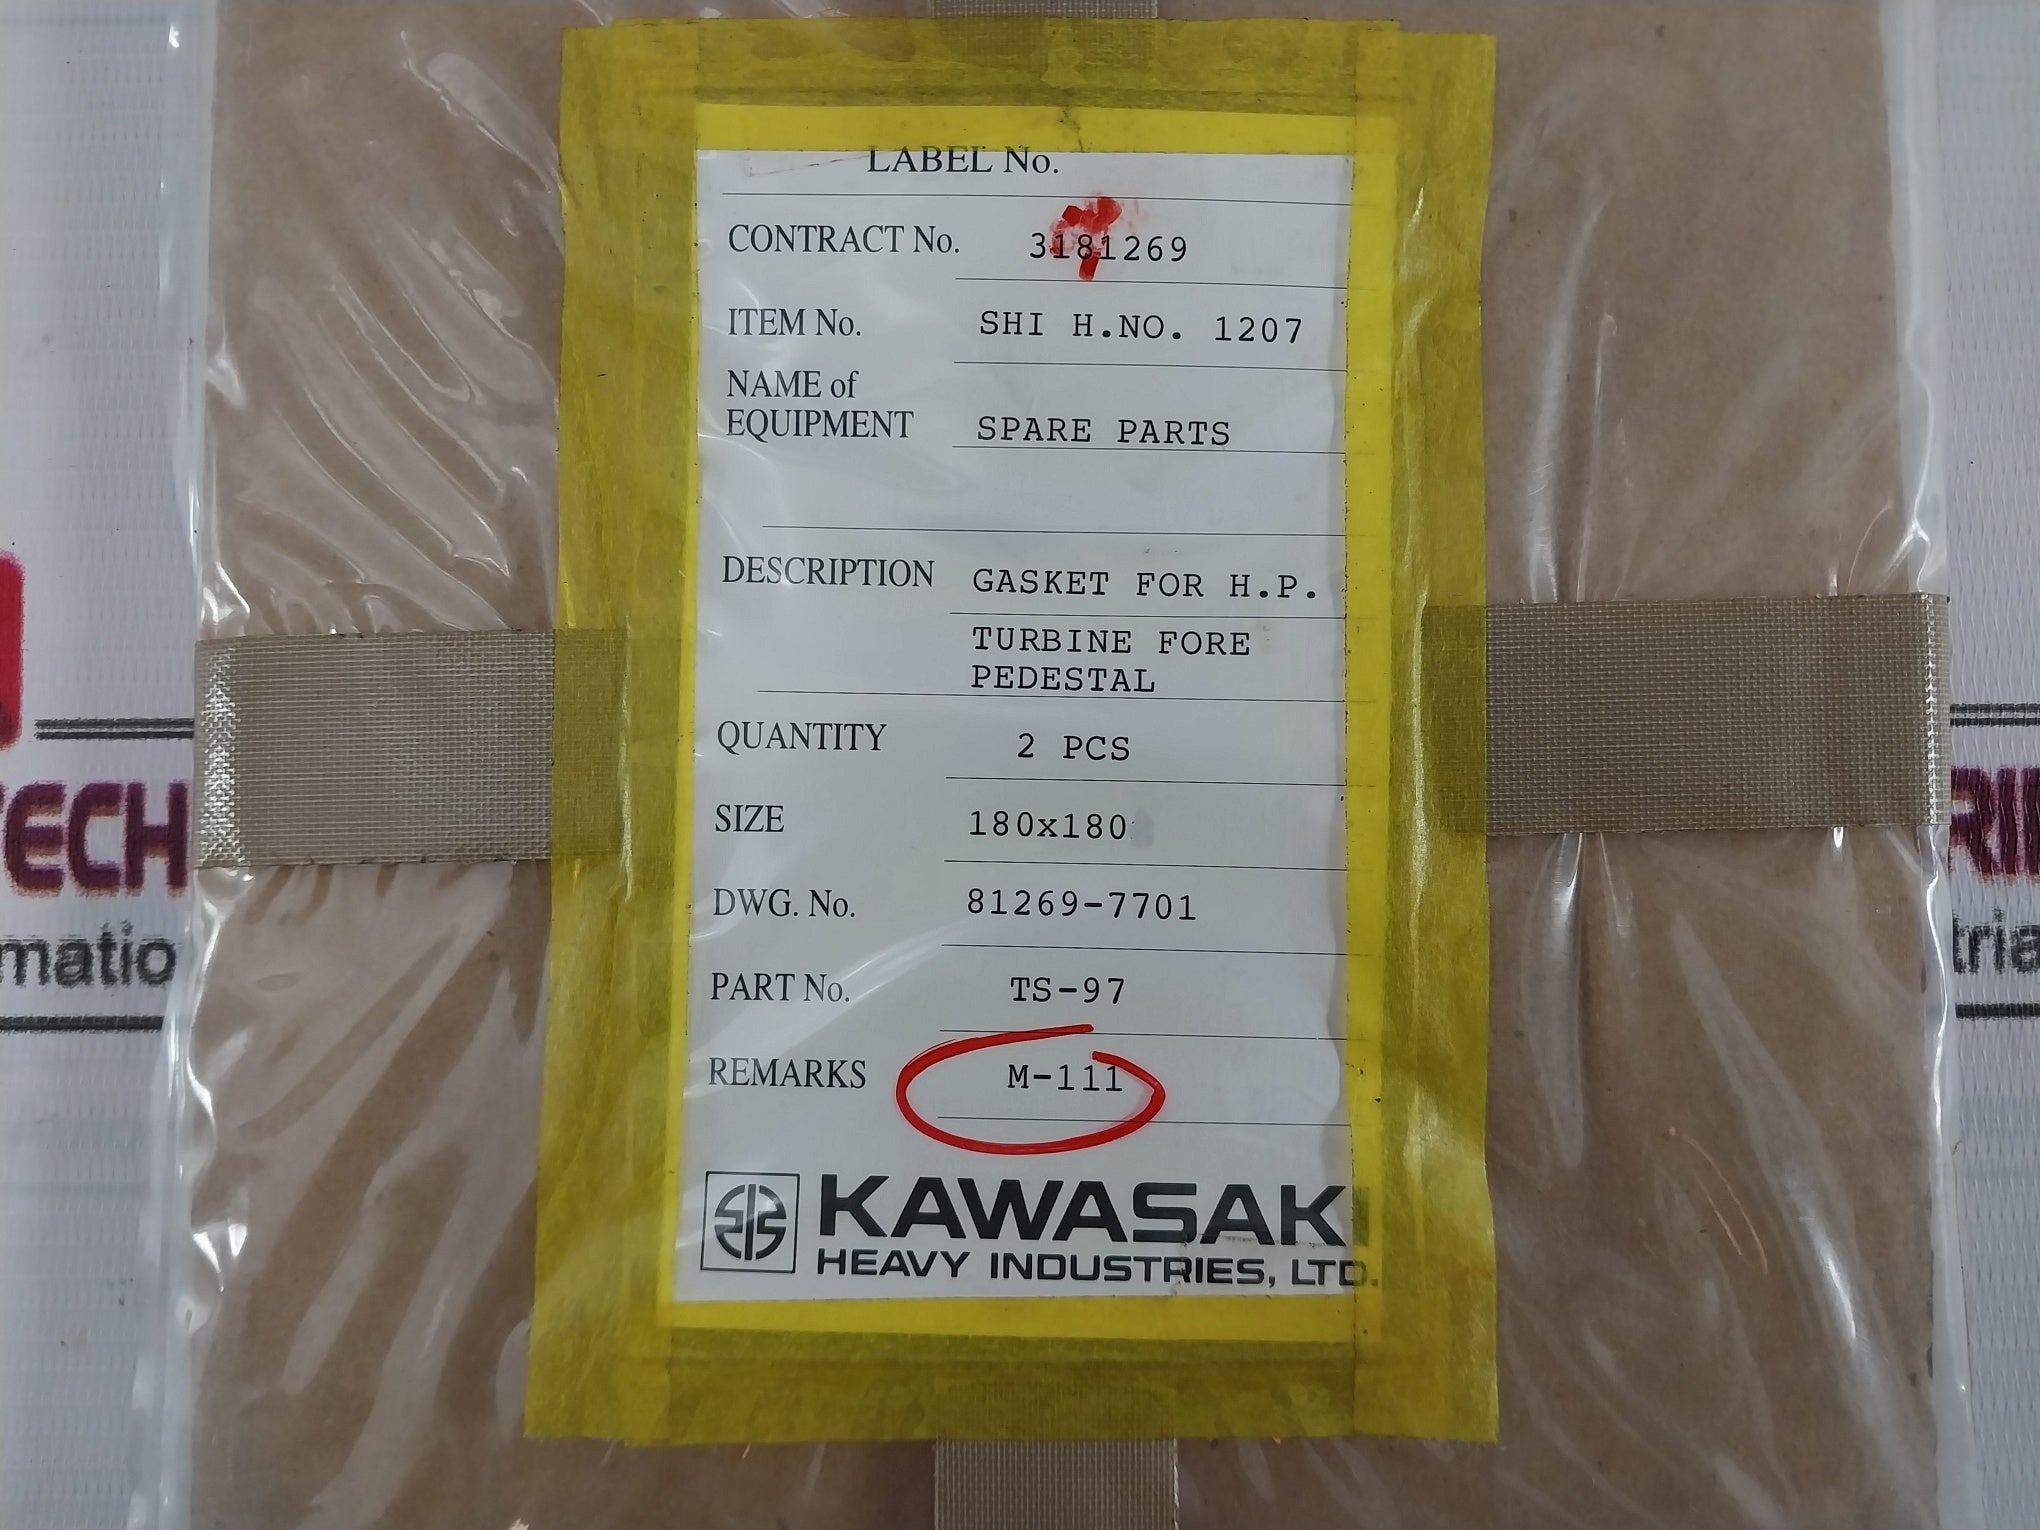 LABEL No.
CONTRACT No. 3181269
ITEM No. SHI H.NO. 1207
NAME of
EQUIPMENT SPARE PARTS
DESCRIPTION GASKET FOR H.P.
TURBINE FORE
PEDESTAL
QUANTITY 2 PCS
SIZE 180x180
DWG. No. 81269-7701
PART No. TS-97
REMARKS M-111
KAWASAKI
HEAVY INDUSTRIES, LTD.
TECH
matio
RI
tria